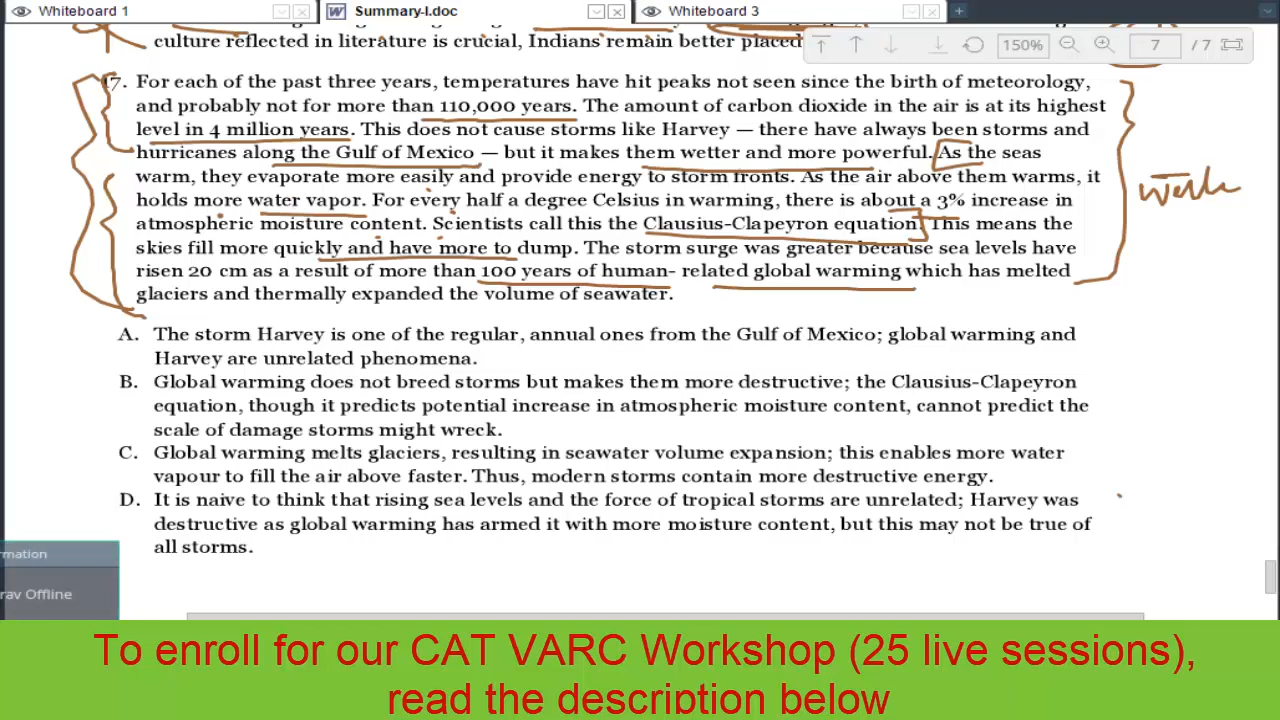 Whiteboard 1
Summary-I.doc
Whiteboard 3
culture reflected in literature is crucial, Indians remain better placed
150%
7
/ 7
17. For each of the past three years, temperatures have hit peaks not seen since the birth of meteorology,
and probably not for more than 110,000 years. The amount of carbon dioxide in the air is at its highest
level in 4 million years. This does not cause storms like Harvey — there have always been storms and
hurricanes along the Gulf of Mexico — but it makes them wetter and more powerful. As the seas
warm, they evaporate more easily and provide energy to storm fronts. As the air above them warms, it
holds more water vapor. For every half a degree Celsius in warming, there is about a 3% increase in
atmospheric moisture content. Scientists call this the Clausius-Clapeyron equation. This means the
skies fill more quickly and have more to dump. The storm surge was greater because sea levels have
risen 20 cm as a result of more than 100 years of human- related global warming which has melted
glaciers and thermally expanded the volume of seawater.
A. The storm Harvey is one of the regular, annual ones from the Gulf of Mexico; global warming and
Harvey are unrelated phenomena.
B. Global warming does not breed storms but makes them more destructive; the Clausius-Clapeyron
equation, though it predicts potential increase in atmospheric moisture content, cannot predict the
scale of damage storms might wreck.
C. Global warming melts glaciers, resulting in seawater volume expansion; this enables more water
vapour to fill the air above faster. Thus, modern storms contain more destructive energy.
D. It is naive to think that rising sea levels and the force of tropical storms are unrelated; Harvey was
destructive as global warming has armed it with more moisture content, but this may not be true of
all storms.
rmation
rav Offline
To enroll for our CAT VARC Workshop (25 live sessions),
read the description below